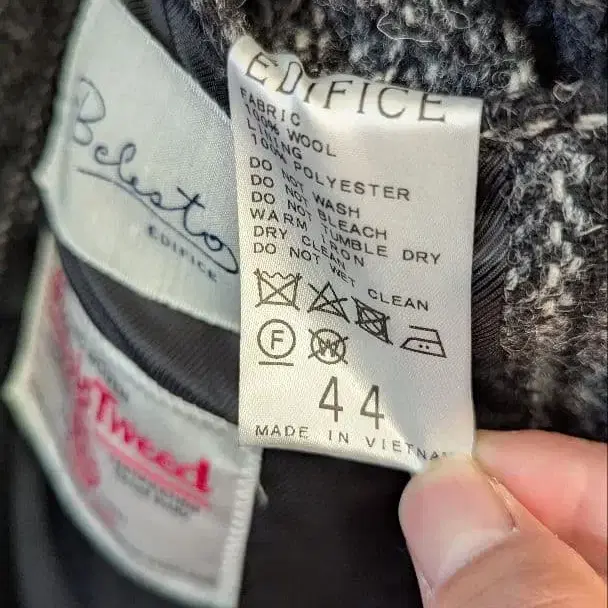 Belesto
EDIFICE
EDIFICE
FABRIC
100% WOOL
LINING
100% POLYESTER
DO NOT WASH
DO NOT BLEACH
DO NOT TUMBLE DRY
WARM IRON
DRY CLEAN
DO NOT WET CLEAN
F
W
44
MADE IN VIETNAM
Tweed